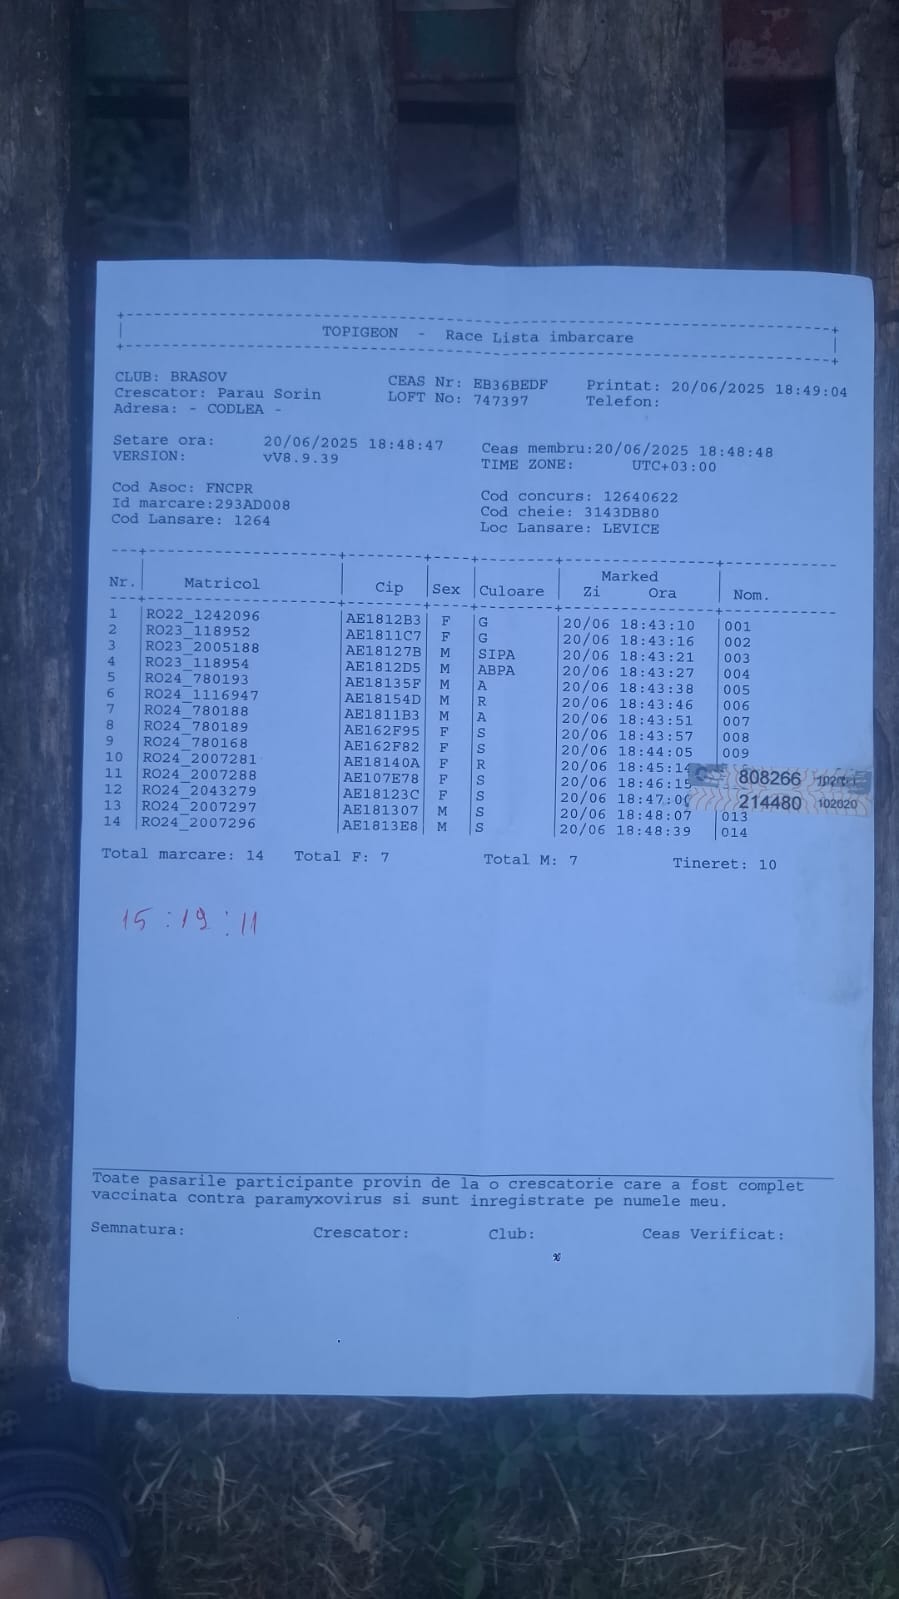 TOPIGEON - Race Lista imbarcare
CLUB: BRASOV CEAS Nr: EB36BEDF Printat: 20/06/2025 18:49:04
Crescator: Parau Sorin LOFT No: 747397 Telefon:
Adresa: - CODLEA -
Setare ora: 20/06/2025 18:48:47 Ceas membru:20/06/2025 18:48:48
VERSION: vV8.9.39 TIME ZONE: UTC+03:00
Cod Asoc: FNCPR Cod concurs: 12640622
Id marcare:293AD008 Cod cheie: 3143DB80
Cod Lansare: 1264 Loc Lansare: LEVICE
Marked
Nr. Matricol Cip Sex Culoare Zi Ora Nom.
1 RO22_1242096 AE1812B3 F G 20/06 18:43:10 001
2 RO23_118952 AE1811C7 F G 20/06 18:43:16 002
3 RO23_2005188 AE18127B M SIPA 20/06 18:43:21 003
4 RO23_118954 AE1812D5 M ABPA 20/06 18:43:27 004
5 RO24_780193 AE18135F M A 20/06 18:43:38 005
6 RO24_1116947 AE18154D M R 20/06 18:43:46 006
7 RO24_780188 AE1811B3 M A 20/06 18:43:51 007
8 RO24_780189 AE162F95 F S 20/06 18:43:57 008
9 RO24_780168 AE162F82 F S 20/06 18:44:05 009
10 RO24_2007281 AE18140A F R 20/06 18:45:14
808266
11 RO24_2007288 AE107E78 F S 20/06 18:46:15
12 RO24_2043279 AE18123C F S 20/06
214480 102020
13 RO24_2007297 AE181307 M S 20/06 18:48:07 013
14 RO24_2007296 AE1813E8 M S 20/06 18:48:39 014
Total marcare: 14 Total F: 7 Total M: 7 Tineret: 10
15:19:11
Toate pasarile participante provin de la o crescatorie care a fost complet
vaccinata contra paramyxovirus si sunt inregistrate pe numele meu.
Semnatura: Crescator: Club: Ceas Verificat: